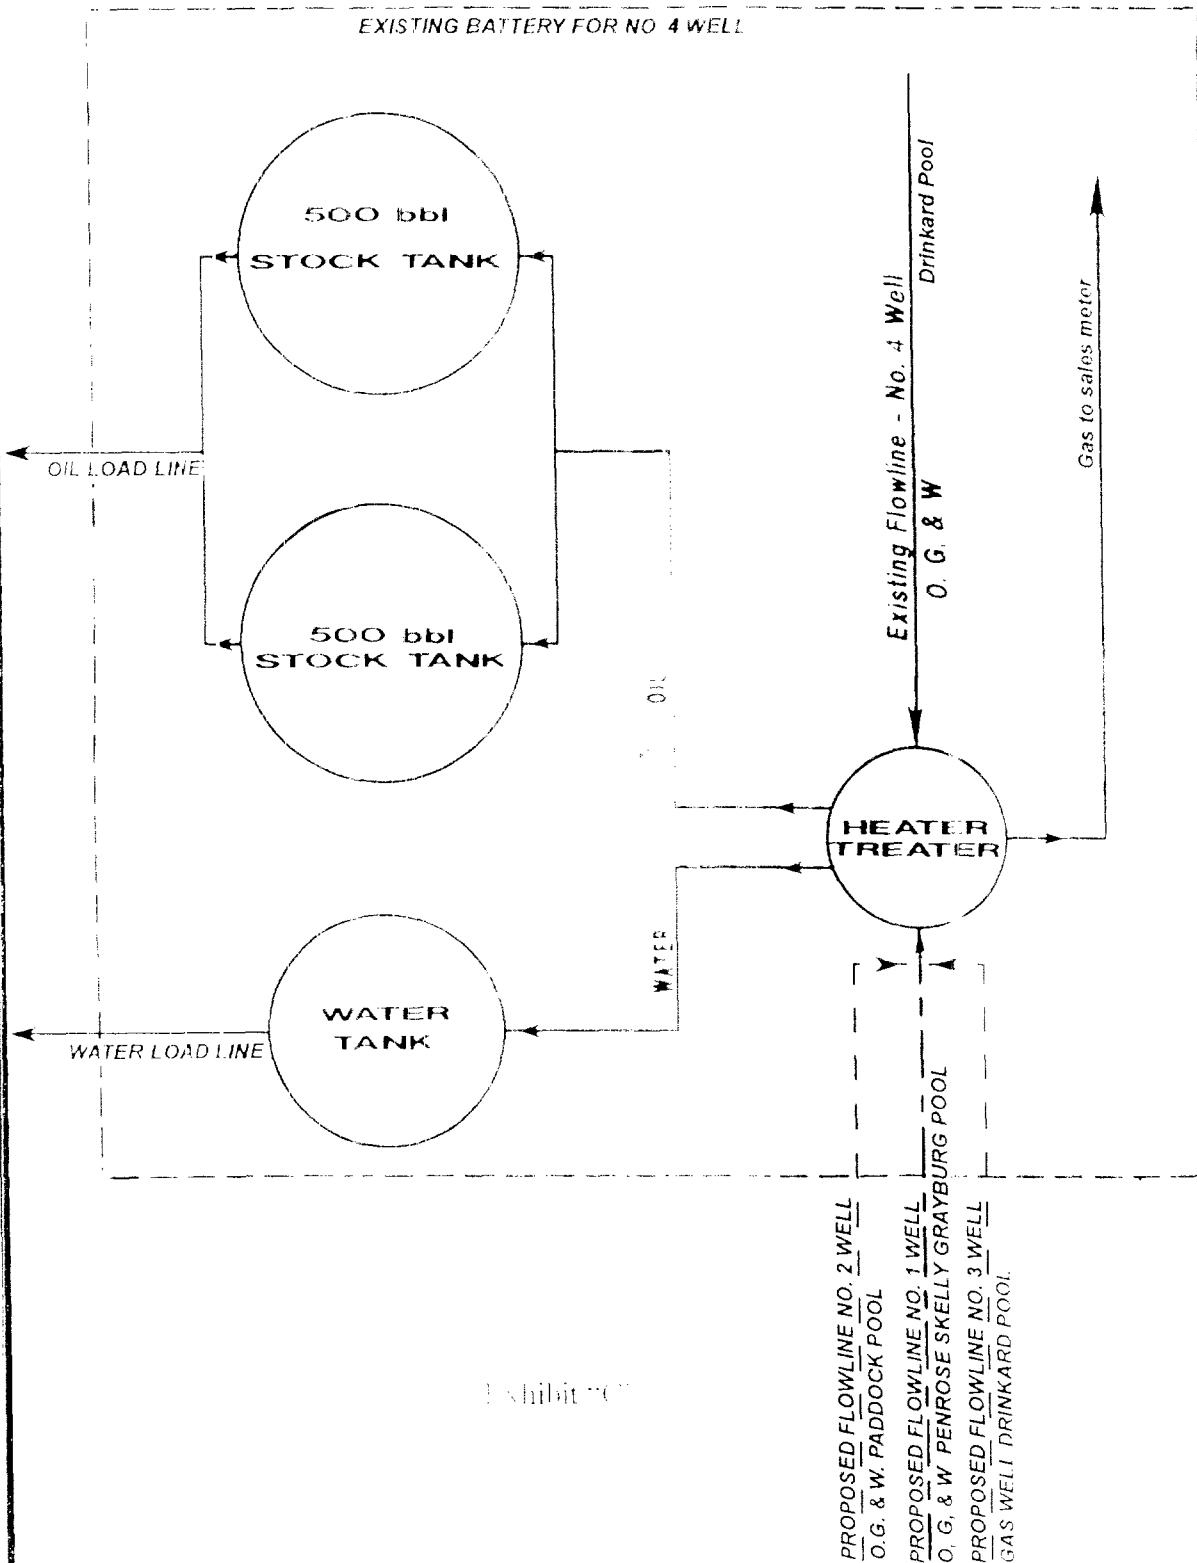 EXISTING BATTERY FOR NO 4 WELL
500 bbl
STOCK TANK
Drinkard Pool
Existing Flowline - No. 4 Well
O. G. & W
Gas to sales meter
OIL LOAD LINE
500 bbl
STOCK TANK
OIL
HEATER
TREATER
WATER
WATER
TANK
WATER LOAD LINE
PROPOSED FLOWLINE NO. 2 WELL
O.G. & W. PADDOCK POOL
PROPOSED FLOWLINE NO. 1 WELL
O, G, & W PENROSE SKELLY GRAYBURG POOL
PROPOSED FLOWLINE NO. 3 WELL
GAS WELL DRINKARD POOL
Exhibit "C"